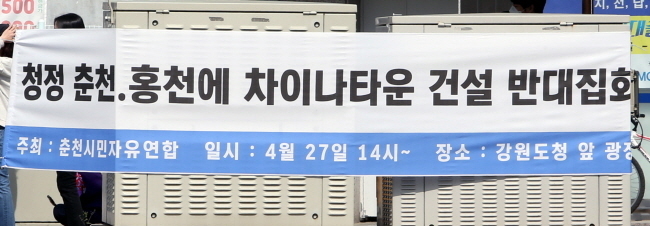 500
청정 춘천.홍천에 차이나타운 건설 반대집회
주최 : 춘천시민자유연합 일시 : 4월 27일 14시~ 장소 : 강원도청 앞 광장